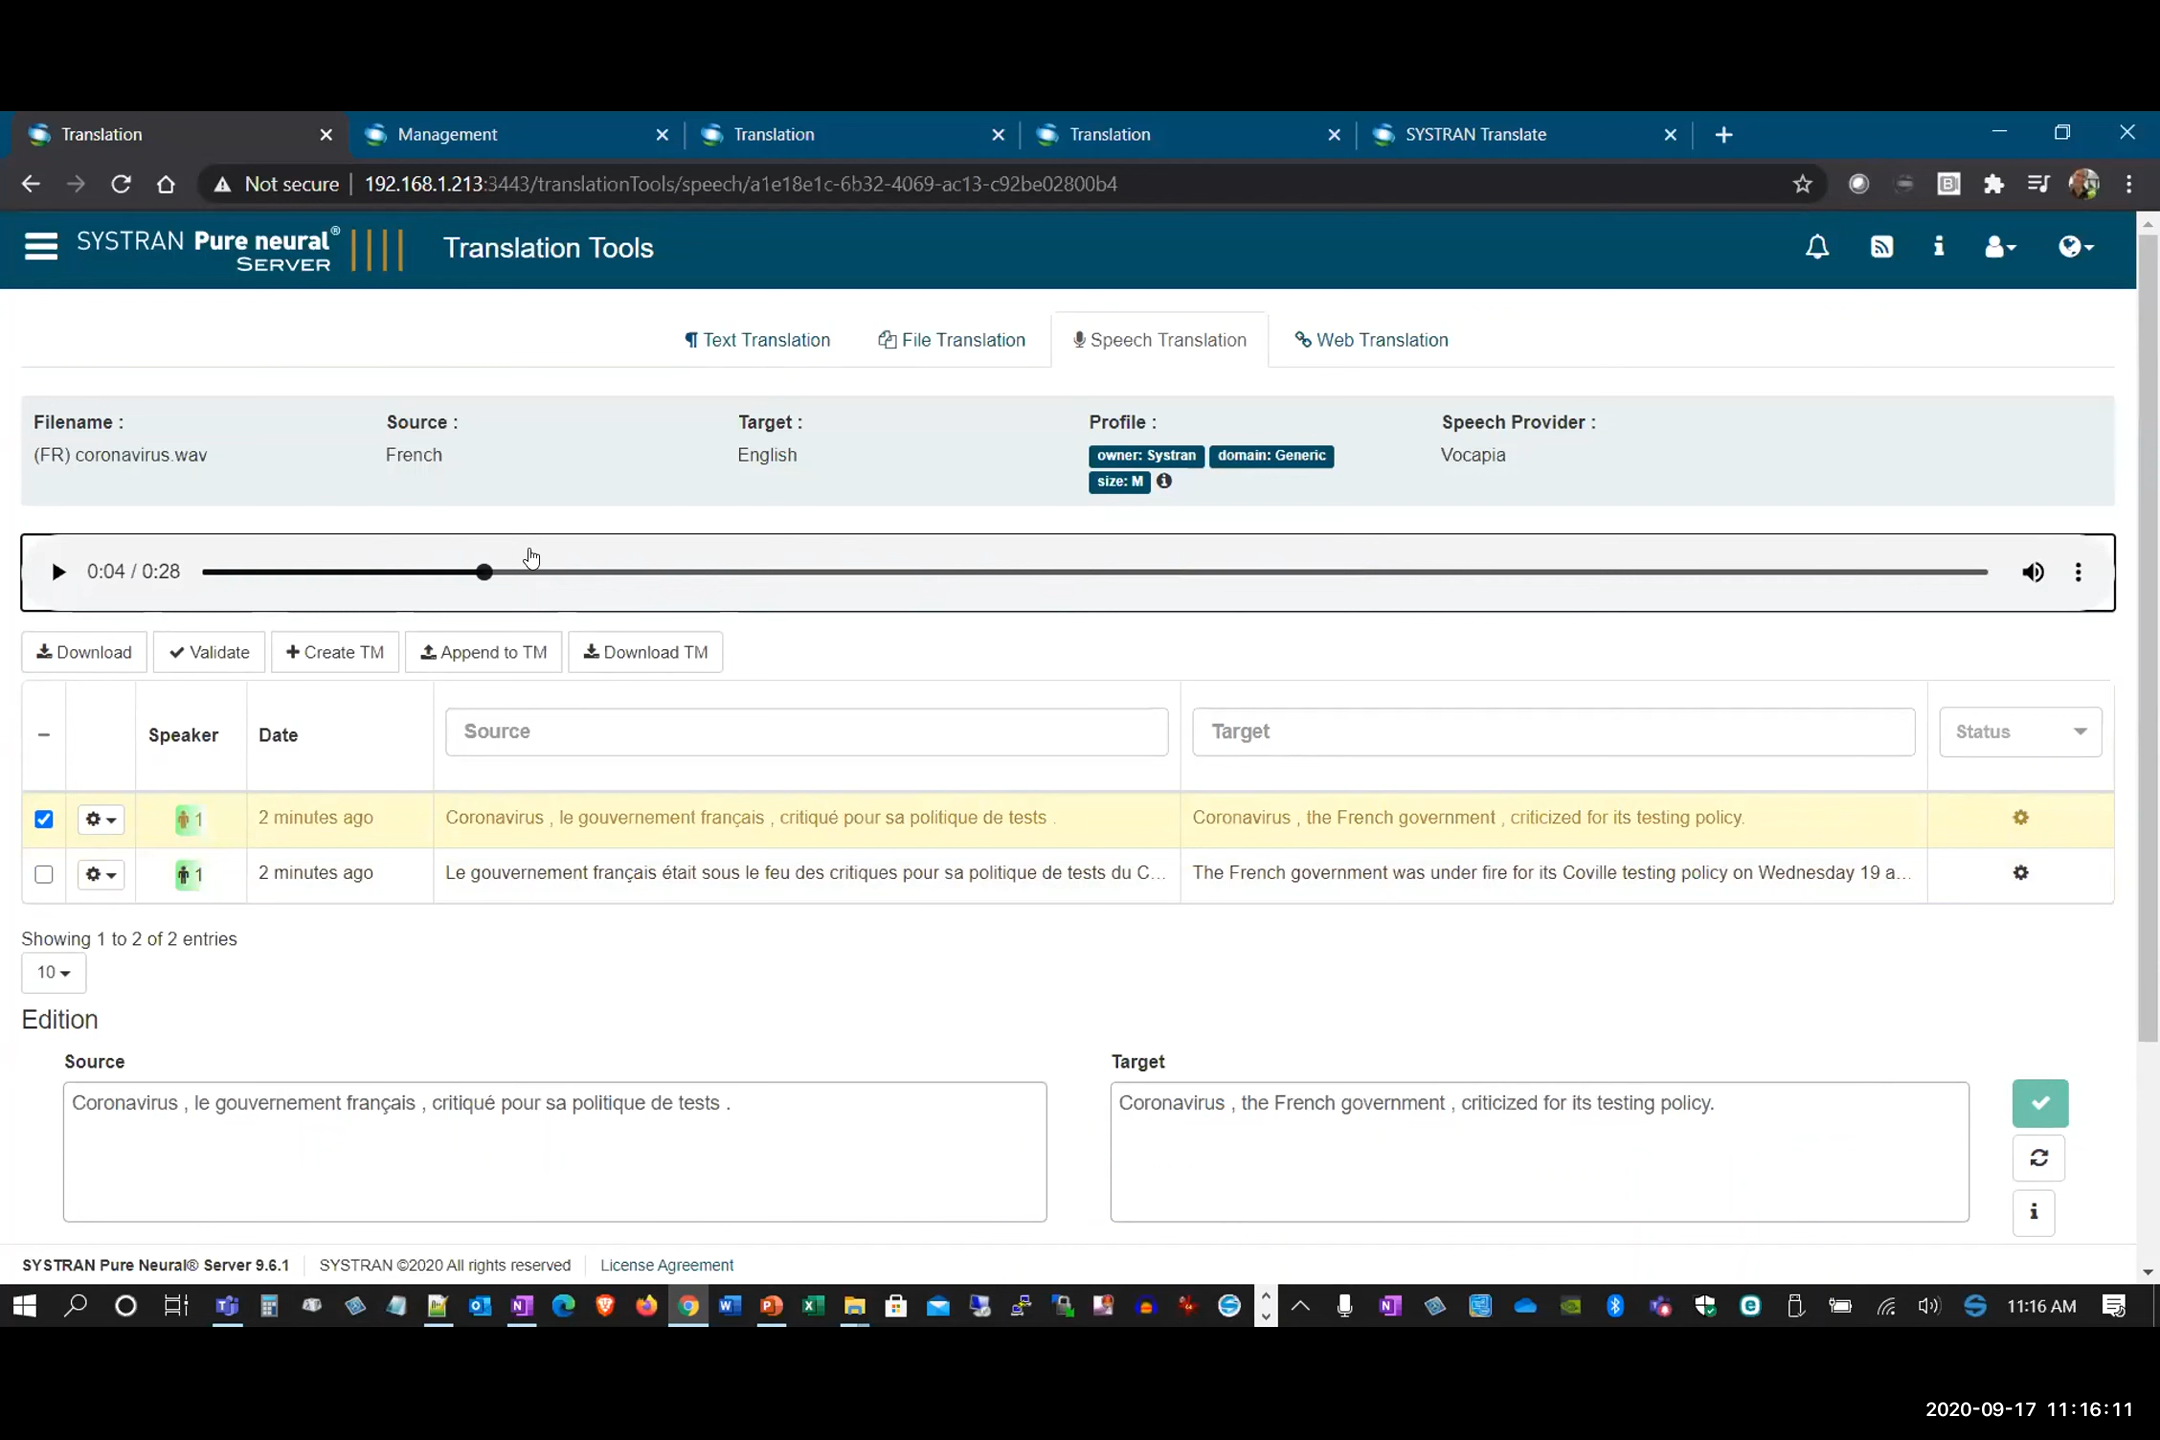 Translation
Management
Translation
Translation
SYSTRAN Translate
Not secure
192.168.1.213:3443/translationTools/speech/a1e18e1c-6b32-4069-ac13-c92be02800b4
SYSTRAN Pure neural® SERVER
Translation Tools
Text Translation
File Translation
Speech Translation
Web Translation
Filename :
Source :
Target :
Profile :
Speech Provider :
(FR) coronavirus.wav
French
English
owner: Systran
domain: Generic
Vocapia
size: M
0:04 / 0:28
Download
Validate
Create TM
Append to TM
Download TM
Speaker
Date
Source
Target
Status
1
2 minutes ago
Coronavirus , le gouvernement français , critiqué pour sa politique de tests .
Coronavirus , the French government , criticized for its testing policy.
1
2 minutes ago
Le gouvernement français était sous le feu des critiques pour sa politique de tests du C...
The French government was under fire for its Coville testing policy on Wednesday 19 a...
Showing 1 to 2 of 2 entries
10
Edition
Source
Target
Coronavirus , le gouvernement français , critiqué pour sa politique de tests .
Coronavirus , the French government , criticized for its testing policy.
SYSTRAN Pure Neural® Server 9.6.1
SYSTRAN ©2020 All rights reserved
License Agreement
11:16 AM
2020-09-17 11:16:11